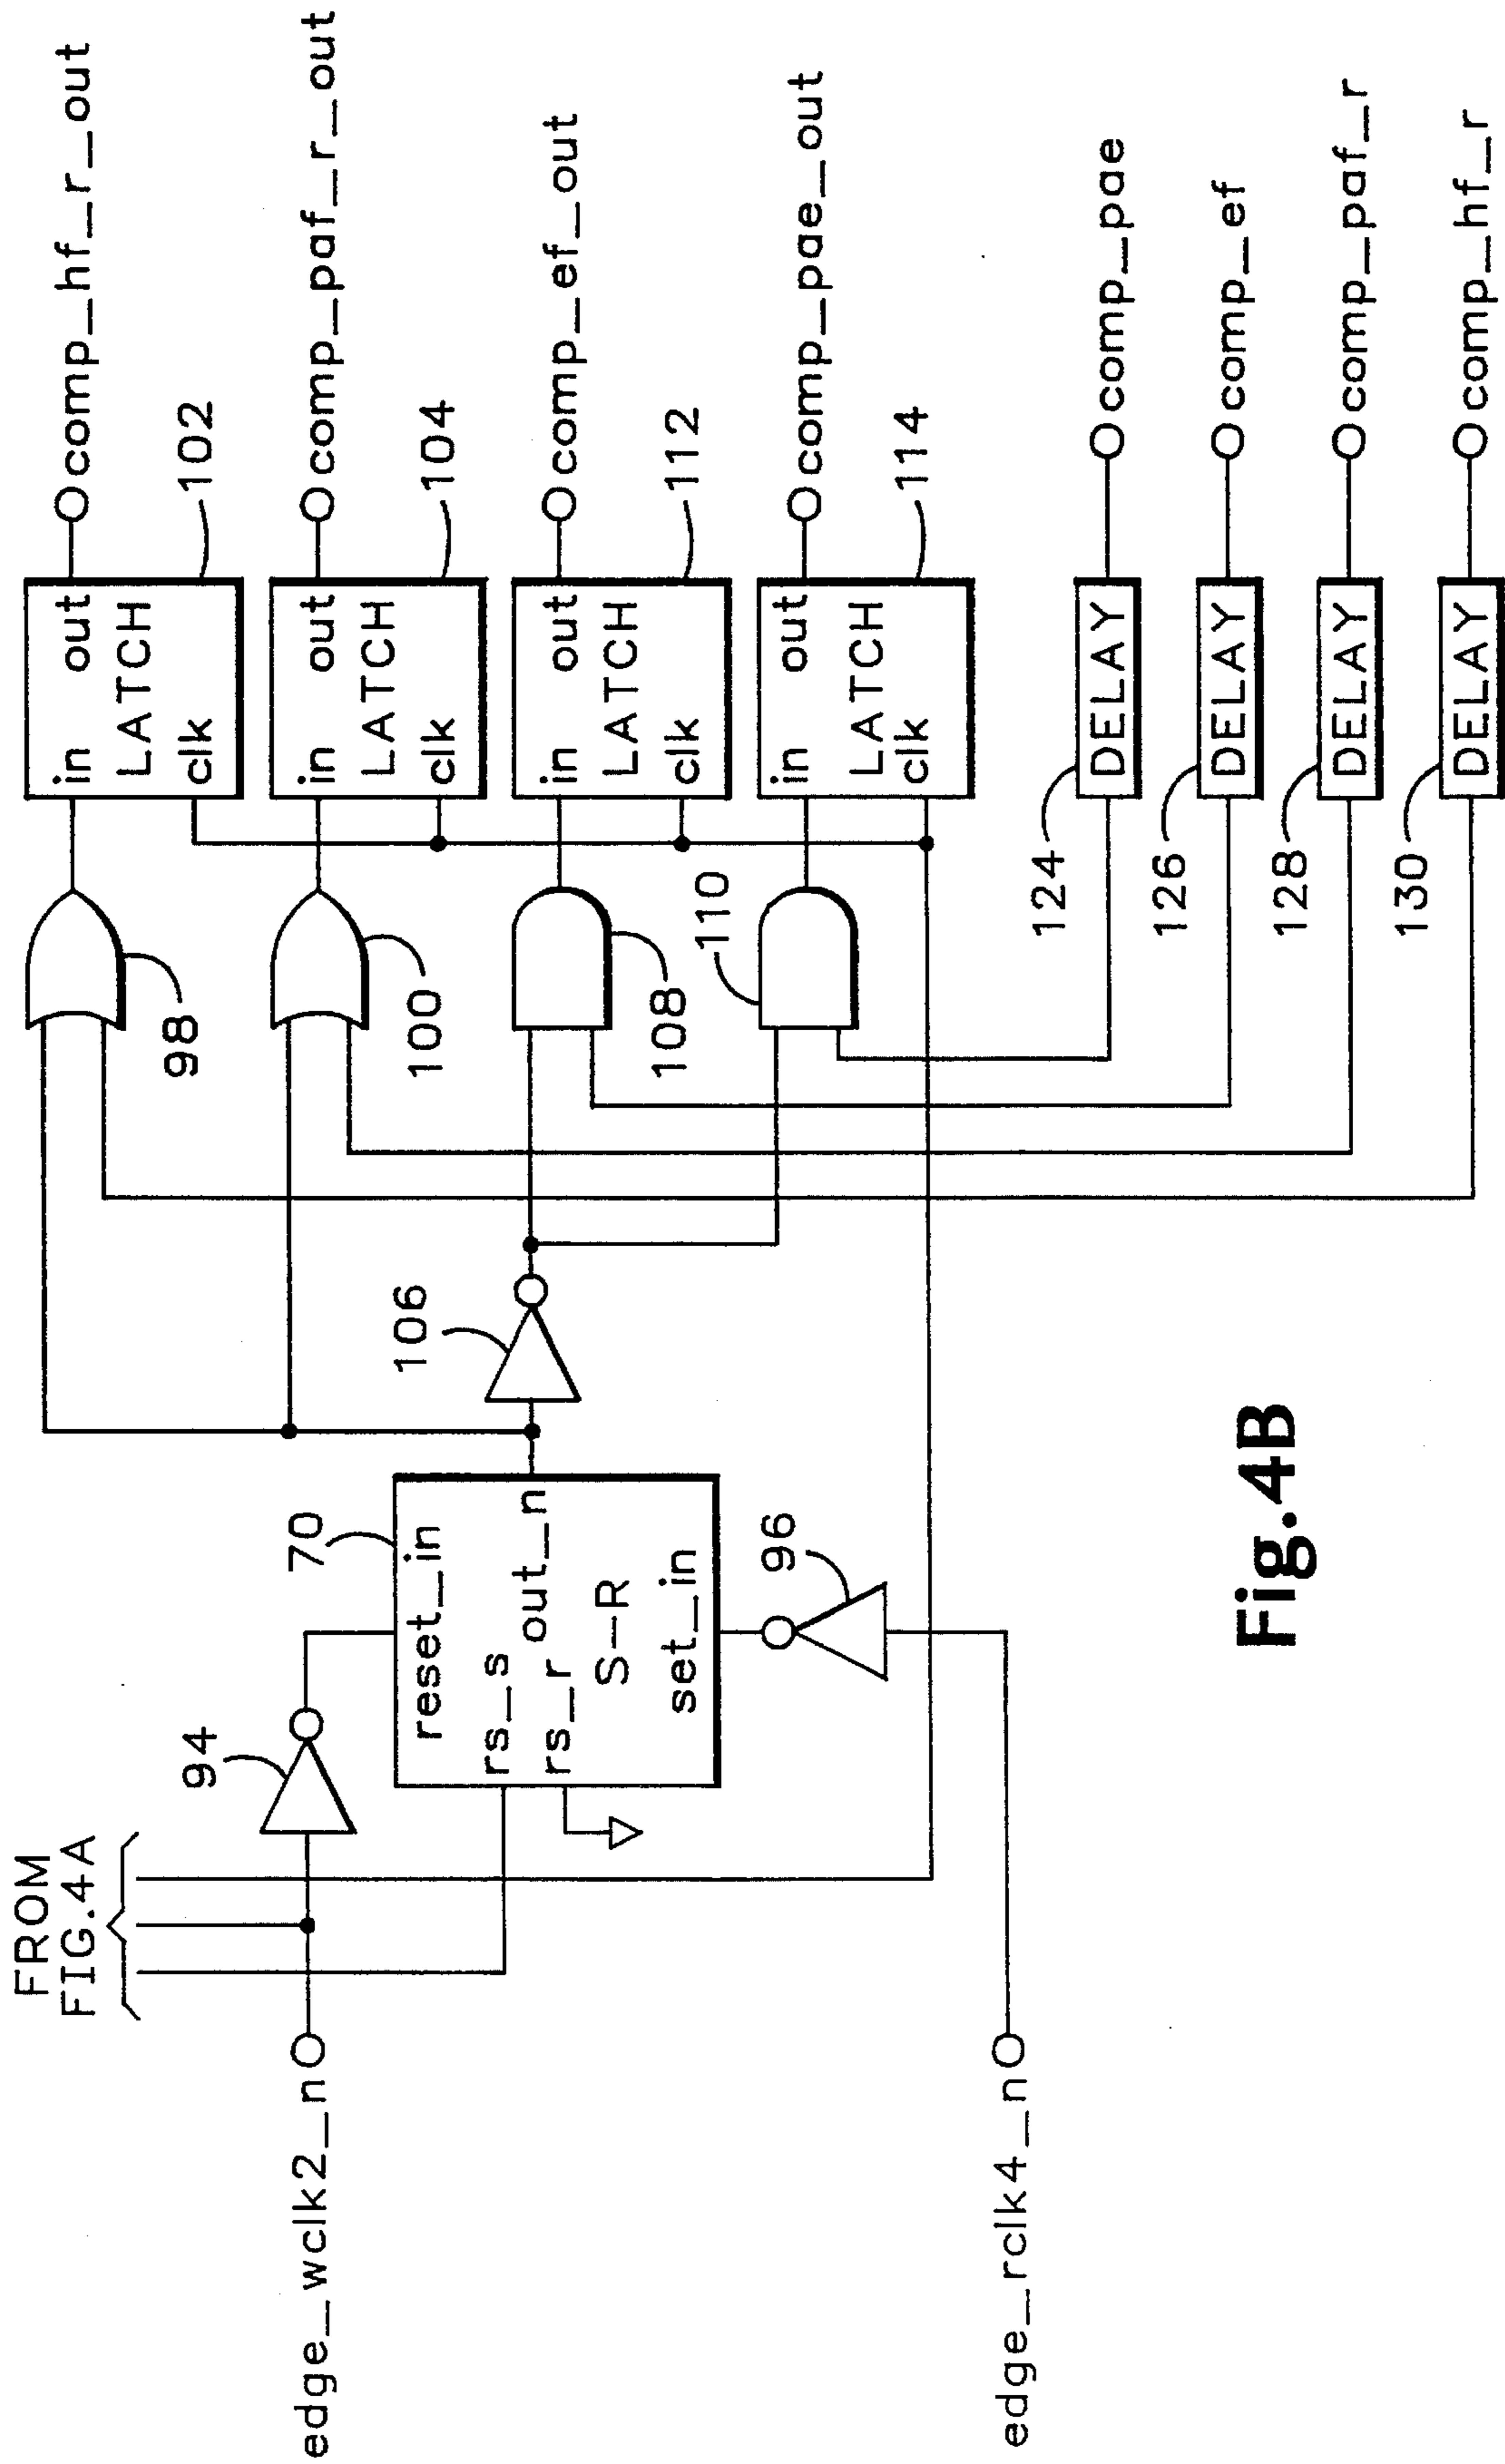 FROM
FIG.4A
edge_wclk2_n
94
70
reset_in
rs_s
out_n
rs_r
S-R
set_in
96
edge_rclk4_n
106
98
in out
LATCH
clk
102
comp_hf_r_out
100
in out
LATCH
clk
104
comp_paf_r_out
108
in out
LATCH
clk
112
comp_ef_out
110
in out
LATCH
clk
114
comp_pae_out
124
DELAY
comp_pae
126
DELAY
comp_ef
128
DELAY
comp_paf_r
130
DELAY
comp_hf_r
Fig.4B